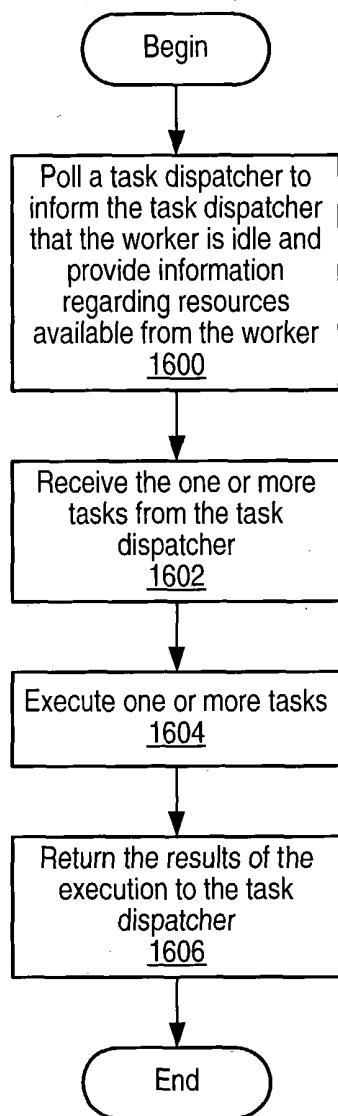 Begin
Poll a task dispatcher to
inform the task dispatcher
that the worker is idle and
provide information
regarding resources
available from the worker
1600
Receive the one or more
tasks from the task
dispatcher
1602
Execute one or more tasks
1604
Return the results of the
execution to the task
dispatcher
1606
End